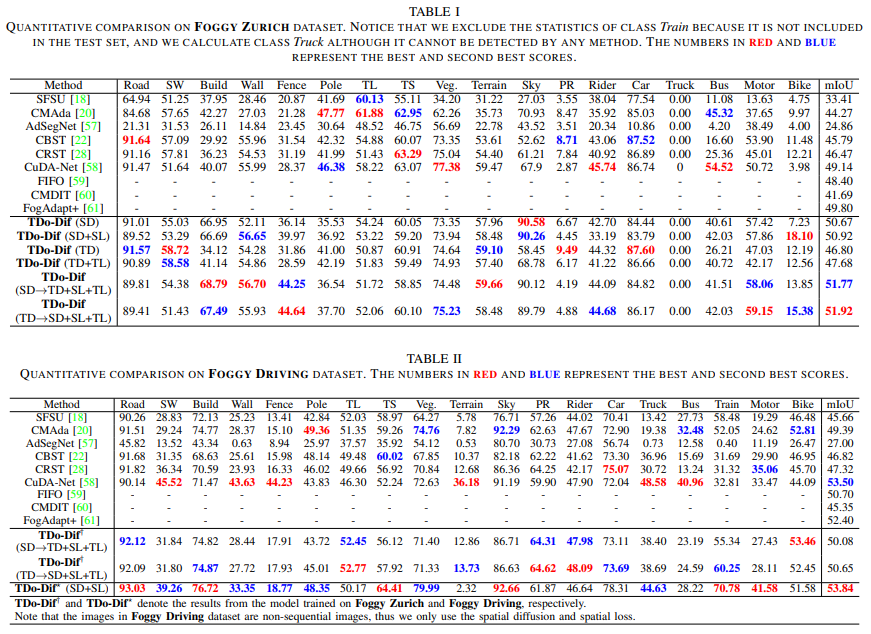 TABLE I
QUANTITATIVE COMPARISON ON FOGGY ZURICH DATASET. NOTICE THAT WE EXCLUDE THE STATISTICS OF CLASS Train BECAUSE IT IS NOT INCLUDED
IN THE TEST SET, AND WE CALCULATE CLASS Truck ALTHOUGH IT CANNOT BE DETECTED BY ANY METHOD. THE NUMBERS IN RED AND BLUE
REPRESENT THE BEST AND SECOND BEST SCORES.
Method Road SW Build Wall Fence Pole TL TS Veg. Terrain Sky PR Rider Car Truck Bus Motor Bike mIoU
SFSU [18] 64.94 51.25 37.95 28.46 20.87 41.69 60.13 55.11 34.20 31.22 27.03 3.55 38.04 77.54 0.00 11.08 13.63 4.75 33.41
CMAda [20] 84.68 57.65 42.27 27.03 21.28 47.77 61.88 62.95 62.26 35.73 70.93 8.47 35.92 85.03 0.00 45.32 37.65 9.97 44.27
AdSegNet [57] 21.31 31.53 26.11 14.84 23.45 30.64 48.52 46.75 56.69 22.78 43.52 3.51 20.34 10.86 0.00 4.20 38.49 4.00 24.86
CBST [22] 91.64 57.09 29.92 55.96 31.54 42.32 54.88 60.07 73.35 53.61 52.62 8.71 43.06 87.52 0.00 16.60 53.90 11.48 45.79
CRST [28] 91.16 57.81 36.23 54.53 31.19 41.99 51.43 63.29 75.04 54.40 61.21 7.84 40.92 86.89 0.00 25.36 45.01 12.21 46.47
CuDA-Net [58] 91.47 51.64 40.07 55.99 28.37 46.38 58.22 63.07 77.38 59.47 67.9 2.87 45.74 86.74 0 54.52 50.72 3.98 49.14
FIFO [59] - - - - - - - - - - - - - - - - - - 48.40
CMDIT [60] - - - - - - - - - - - - - - - - - - 41.69
FogAdapt+ [61] - - - - - - - - - - - - - - - - - - 49.80
TDo-Dif (SD) 91.01 55.03 66.95 52.11 36.14 35.53 54.24 60.05 73.35 57.96 90.58 6.67 42.70 84.44 0.00 40.61 57.42 7.23 50.67
TDo-Dif (SD+SL) 89.52 53.29 66.69 56.65 39.97 36.92 53.22 59.20 73.94 58.48 90.26 4.45 33.19 83.79 0.00 42.03 57.86 18.10 50.92
TDo-Dif (TD) 91.57 58.72 34.12 54.28 31.86 41.00 50.87 60.91 74.64 59.10 58.45 9.49 44.32 87.60 0.00 26.21 47.03 12.19 46.80
TDo-Dif (TD+TL) 90.89 58.58 41.14 54.86 28.59 42.19 51.83 59.49 74.93 57.40 68.78 6.17 41.22 86.66 0.00 40.72 42.17 12.56 47.68
TDo-Dif
(SD→TD+SL+TL) 89.81 54.38 68.79 56.70 44.25 36.54 51.72 58.85 74.48 59.66 90.12 4.19 44.09 84.82 0.00 41.51 58.06 13.85 51.77
TDo-Dif
(TD→SD+SL+TL) 89.41 51.43 67.49 55.93 44.64 37.70 52.06 60.10 75.23 58.48 89.79 4.88 44.68 86.17 0.00 42.03 59.15 15.38 51.92
TABLE II
QUANTITATIVE COMPARISON ON FOGGY DRIVING DATASET. THE NUMBERS IN RED AND BLUE REPRESENT THE BEST AND SECOND BEST SCORES.
Method Road SW Build Wall Fence Pole TL TS Veg. Terrain Sky PR Rider Car Truck Bus Train Motor Bike mIoU
SFSU [18] 90.26 28.83 72.13 25.23 13.41 42.84 52.03 58.97 64.27 5.78 76.71 57.26 44.02 70.41 13.42 27.73 58.48 19.29 46.48 45.66
CMAda [20] 91.51 29.24 74.77 28.37 15.10 49.36 51.35 59.26 74.76 7.82 92.29 62.63 47.67 72.90 19.38 32.48 52.05 24.62 52.81 49.39
AdSegNet [57] 45.82 13.52 43.34 0.63 8.94 25.97 37.57 35.92 54.12 0.53 80.70 30.73 27.08 56.74 0.73 12.58 0.40 11.19 26.47 27.00
CBST [22] 91.68 31.35 68.63 25.61 15.98 48.14 49.48 60.02 67.85 10.37 82.18 62.22 41.62 73.30 36.96 15.69 31.69 29.90 46.95 46.82
CRST [28] 91.82 36.34 70.59 23.93 16.33 46.02 49.66 56.92 70.84 12.68 86.36 64.25 42.17 75.07 30.72 13.24 31.32 35.06 45.70 47.32
CuDA-Net [58] 90.14 45.52 71.47 43.63 44.23 43.83 46.30 52.24 72.63 36.18 91.19 59.90 47.90 72.04 48.58 40.96 32.81 33.47 44.09 53.50
FIFO [59] - - - - - - - - - - - - - - - - - - - 50.70
CMDIT [60] - - - - - - - - - - - - - - - - - - - 45.35
FogAdapt+ [61] - - - - - - - - - - - - - - - - - - - 52.40
TDo-Dif†
(SD→TD+SL+TL) 92.12 31.84 74.82 28.44 17.91 43.72 52.45 56.12 71.40 12.86 86.71 64.31 47.98 73.11 38.40 23.19 55.34 27.43 53.46 50.08
TDo-Dif†
(TD→SD+SL+TL) 92.09 31.80 74.87 27.72 17.93 45.01 52.77 57.92 71.33 13.73 86.63 64.62 48.09 73.69 38.69 24.59 60.25 28.11 52.45 50.65
TDo-Dif* (SD+SL) 93.03 39.26 76.72 33.35 18.77 48.35 50.17 64.41 79.99 2.32 92.66 61.87 46.64 78.31 44.63 28.22 70.78 41.58 51.58 53.84
TDo-Dif† and TDo-Dif* denote the results from the model trained on Foggy Zurich and Foggy Driving, respectively.
Note that the images in Foggy Driving dataset are non-sequential images, thus we only use the spatial diffusion and spatial loss.